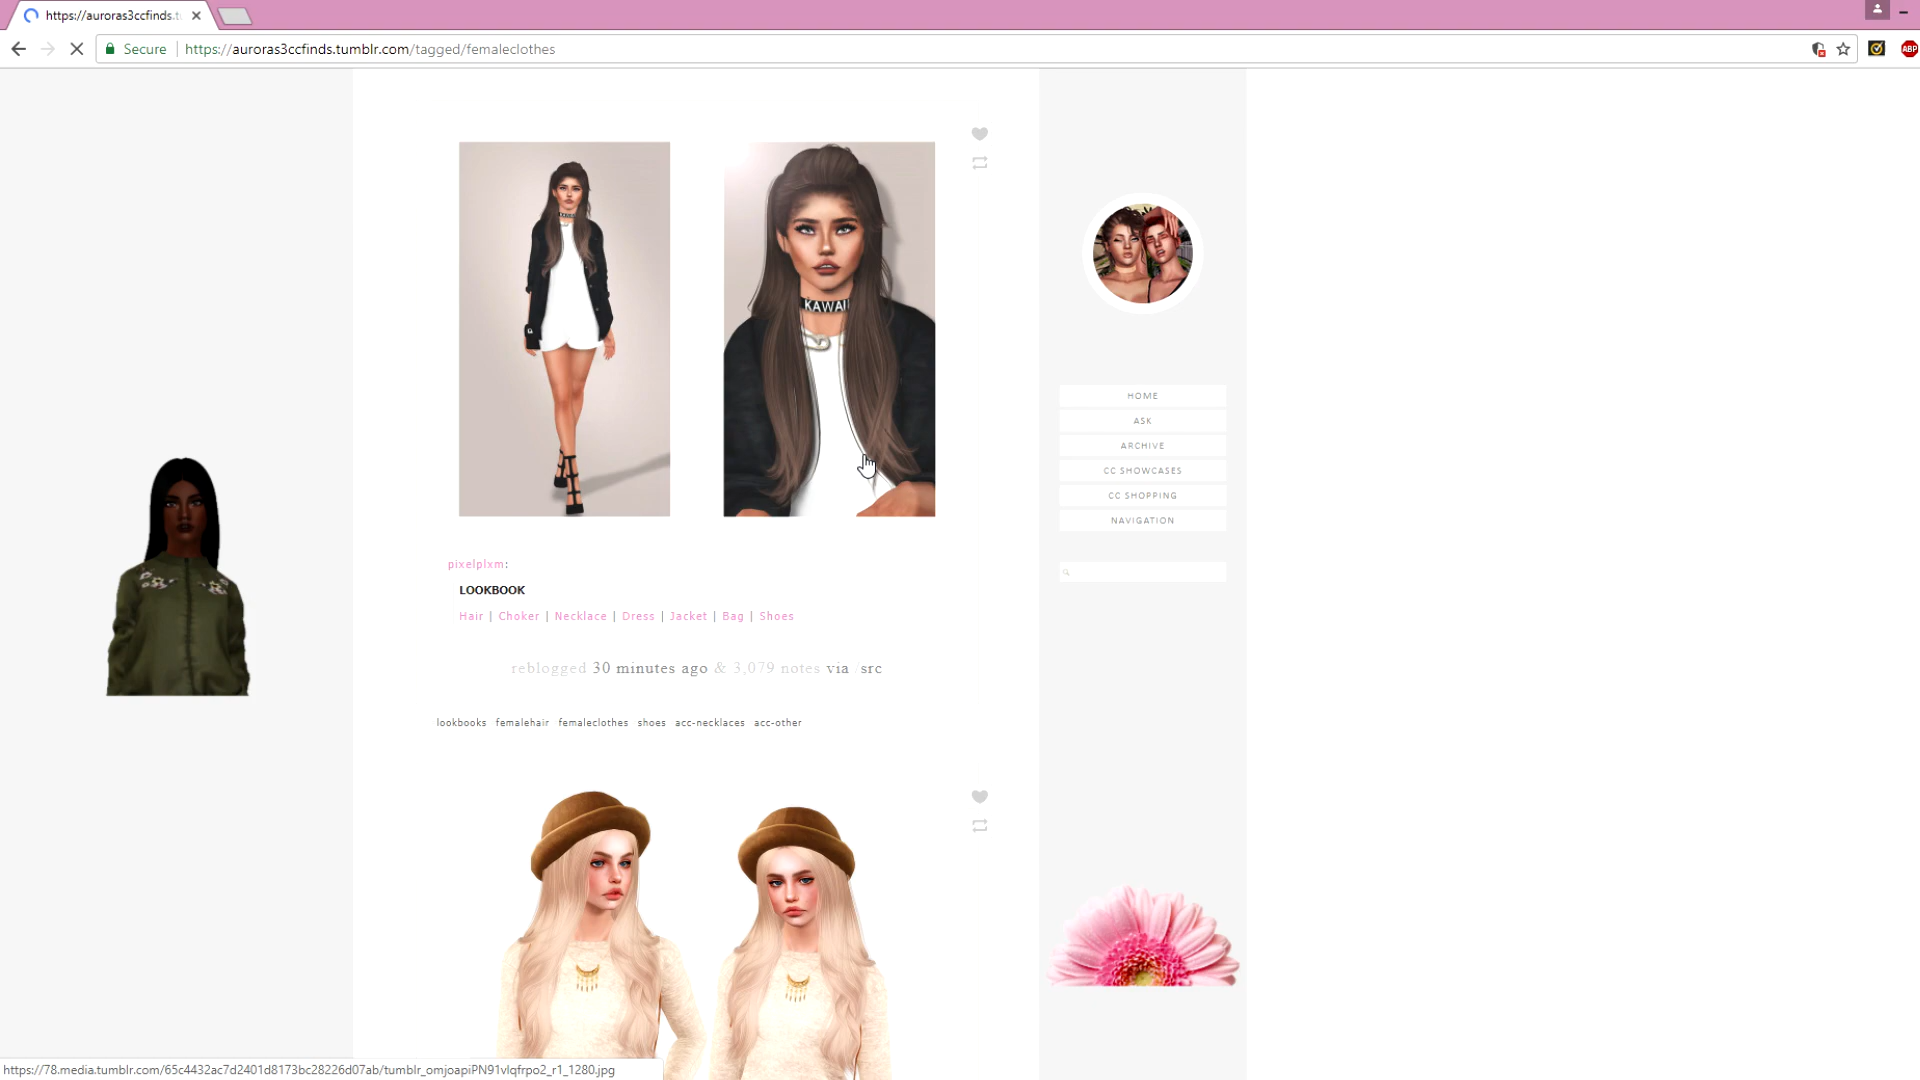 https://auroras3ccfinds.t
Secure
https://auroras3ccfinds.tumblr.com/tagged/femaleclothes
ABP
KAWAII
HOME
ASK
ARCHIVE
CC SHOWCASES
CC SHOPPING
NAVIGATION
pixelplxm:
LOOKBOOK
Hair | Choker | Necklace | Dress | Jacket | Bag | Shoes
reblogged 30 minutes ago & 3,079 notes via src
lookbooks femalehair femaleclothes shoes acc-necklaces acc-other
https://78.media.tumblr.com/65c4432ac7d2401d8173bc28226d07ab/tumblr_omjoapiPN91vlqfrpo2_r1_1280.jpg